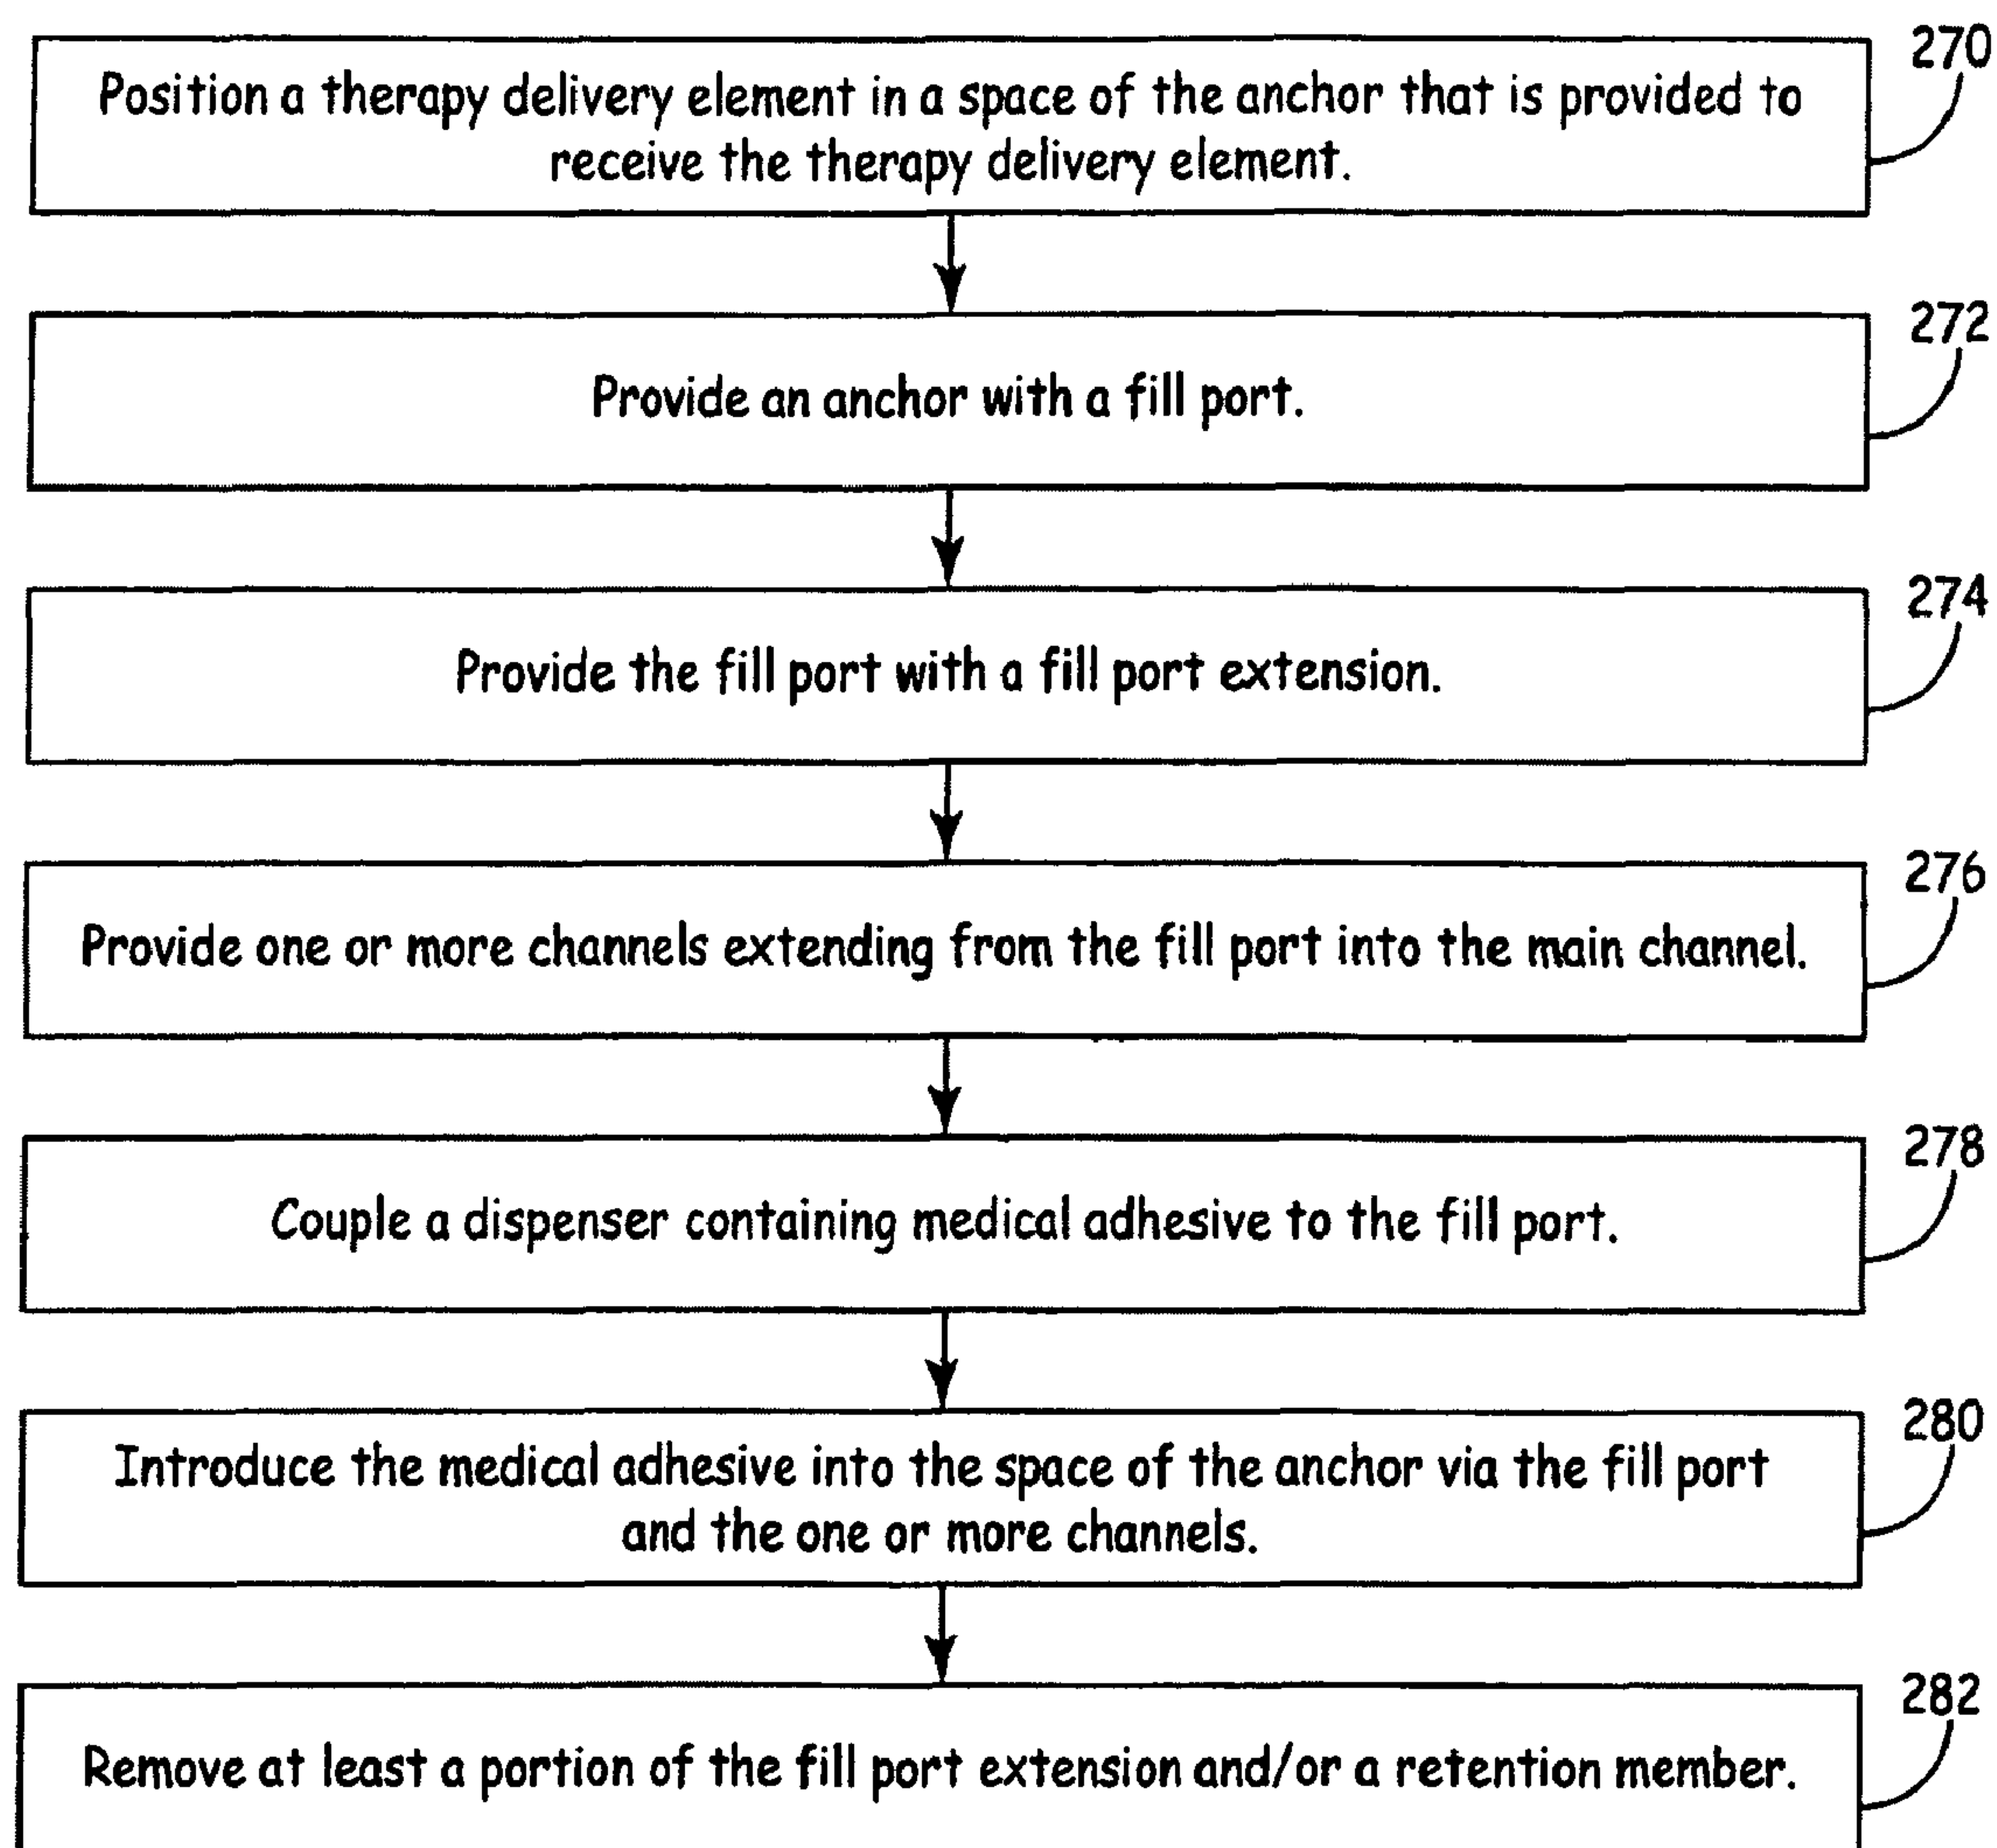 270
Position a therapy delivery element in a space of the anchor that is provided to
receive the therapy delivery element.
272
Provide an anchor with a fill port.
274
Provide the fill port with a fill port extension.
276
Provide one or more channels extending from the fill port into the main channel.
278
Couple a dispenser containing medical adhesive to the fill port.
280
Introduce the medical adhesive into the space of the anchor via the fill port
and the one or more channels.
282
Remove at least a portion of the fill port extension and/or a retention member.